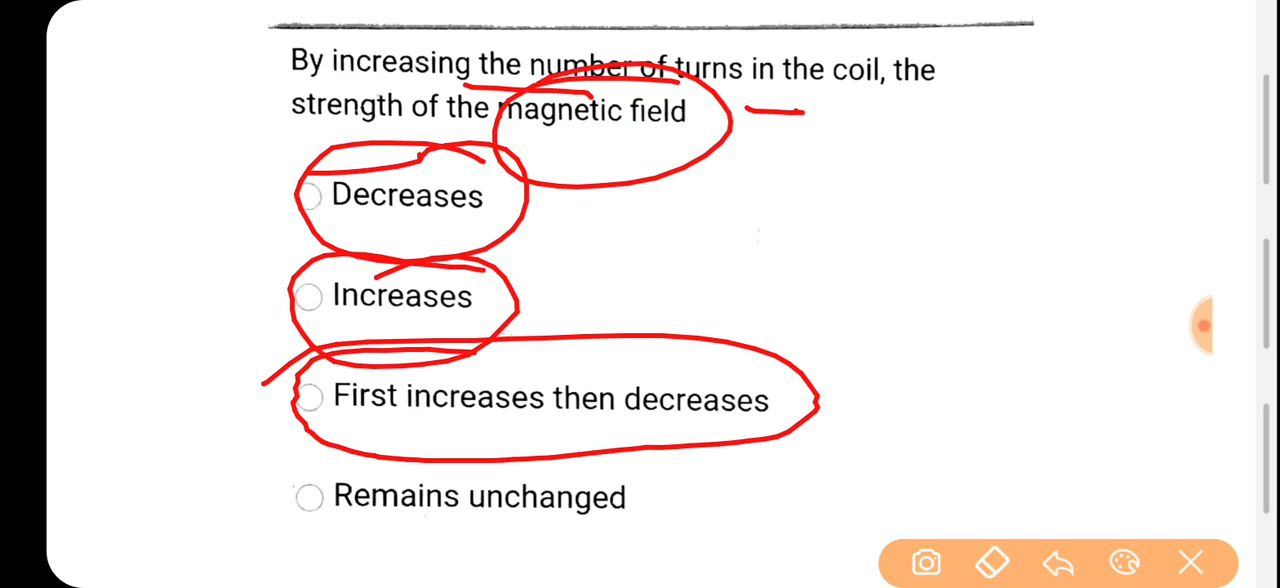 By increasing the number of turns in the coil, the
strength of the magnetic field
Decreases
Increases
First increases then decreases
Remains unchanged